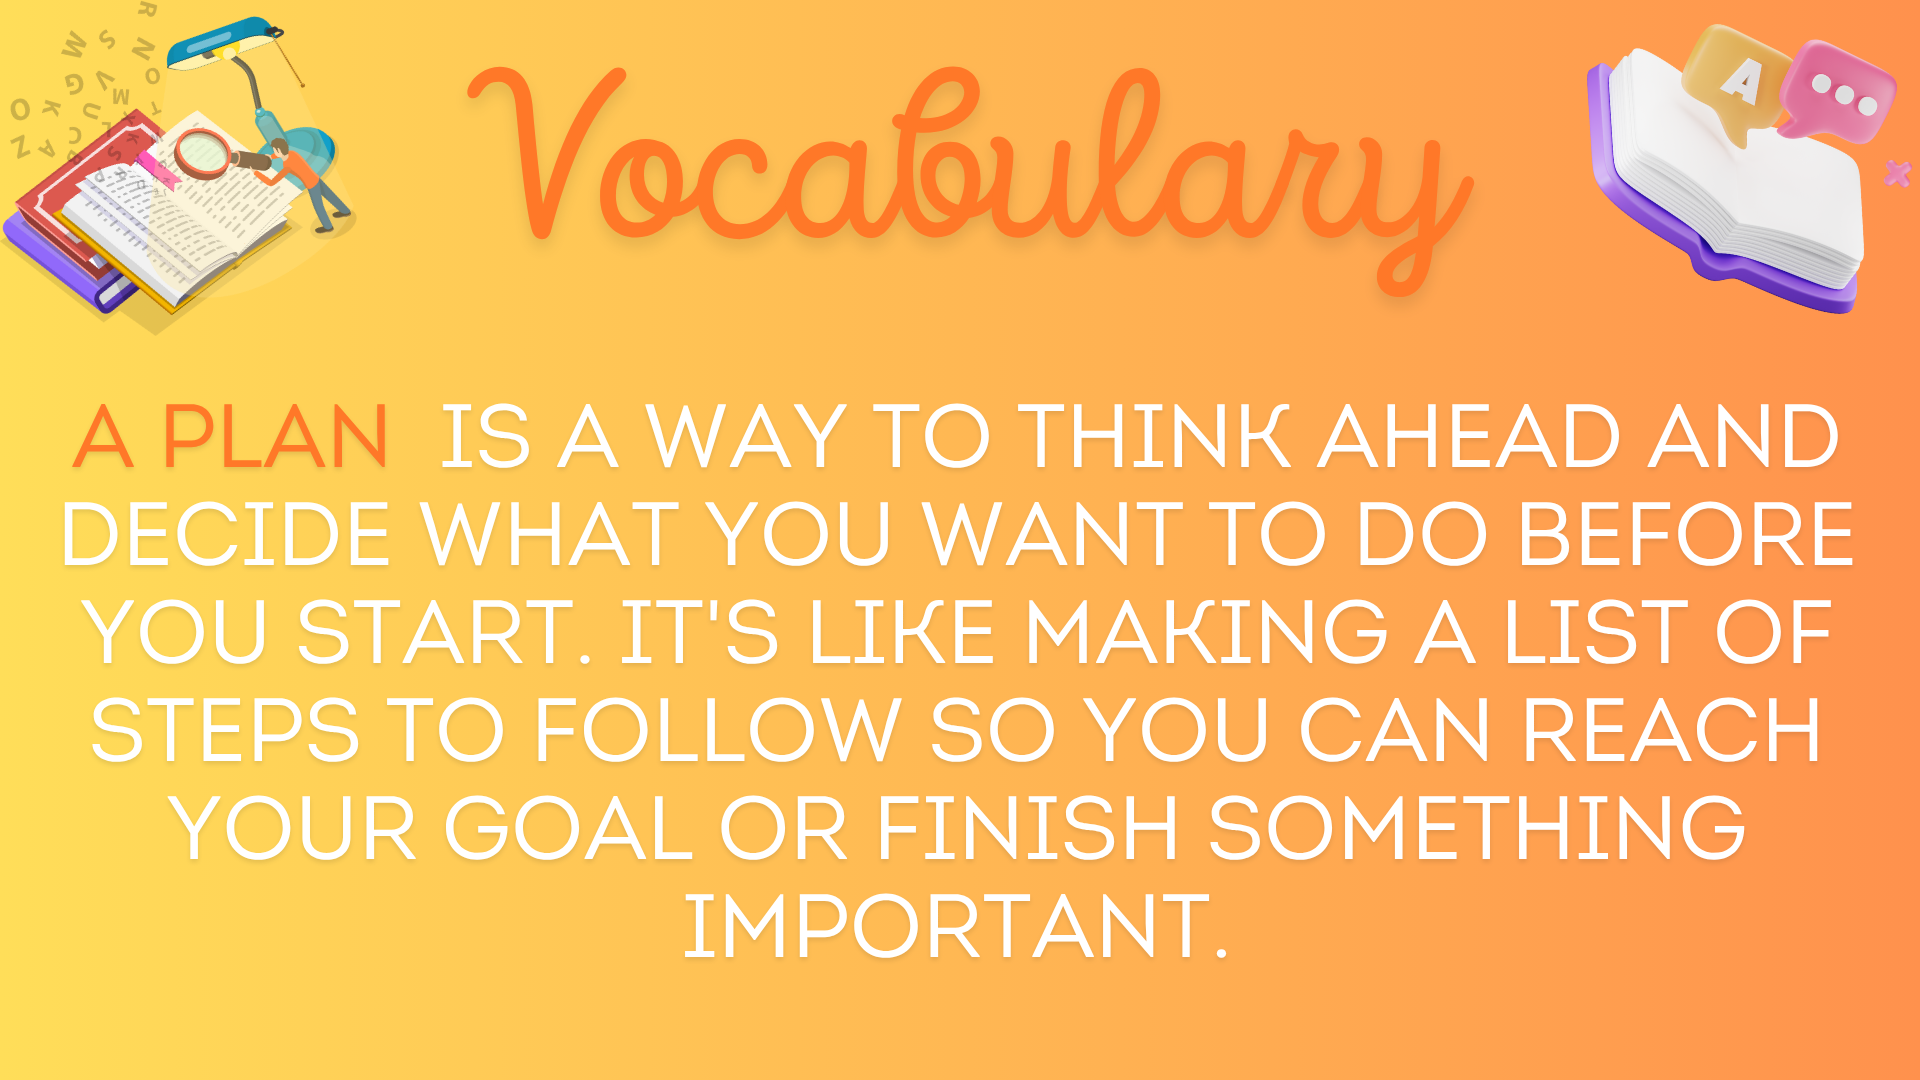 Vocabulary
A
A PLAN IS A WAY TO THINK AHEAD AND
DECIDE WHAT YOU WANT TO DO BEFORE
YOU START. IT'S LIKE MAKING A LIST OF
STEPS TO FOLLOW SO YOU CAN REACH
YOUR GOAL OR FINISH SOMETHING
IMPORTANT.